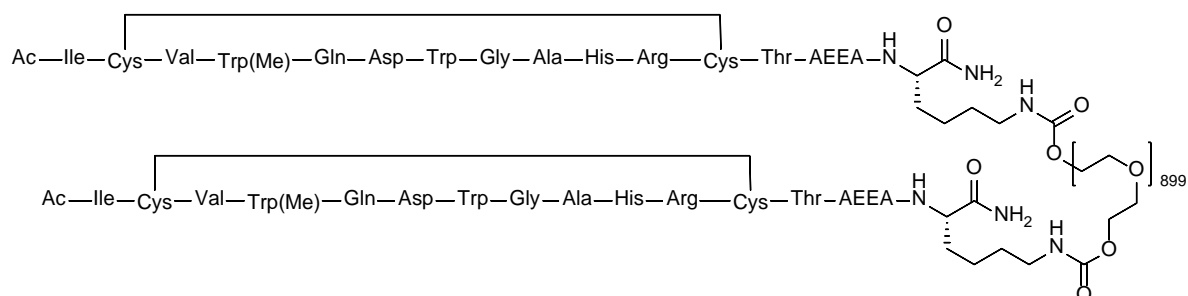 Ac—Ile—Cys—Val—Trp(Me)—Gln—Asp—Trp—Gly—Ala—His—Arg—Cys—Thr—AEEA—N H O NH2
H N O O
O O 899
Ac—Ile—Cys—Val—Trp(Me)—Gln—Asp—Trp—Gly—Ala—His—Arg—Cys—Thr—AEEA—N H O NH2
H N O O